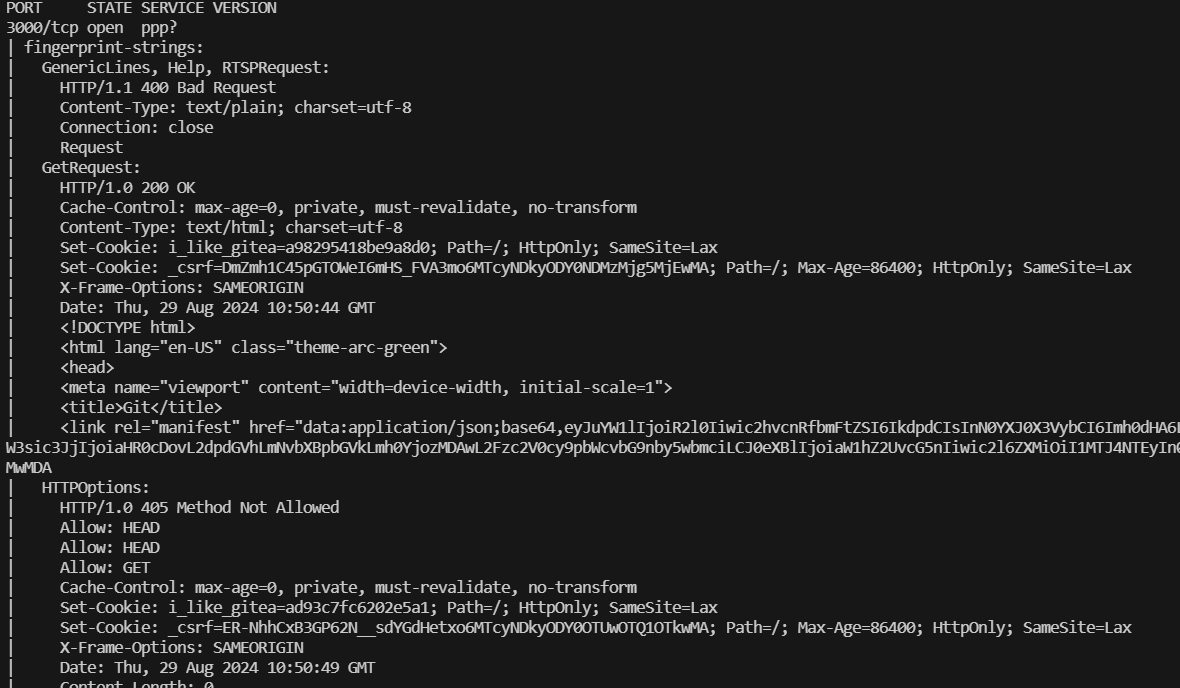 PORT     STATE SERVICE VERSION
3000/tcp open  ppp?
| fingerprint-strings:
|   GenericLines, Help, RTSPRequest:
|     HTTP/1.1 400 Bad Request
|     Content-Type: text/plain; charset=utf-8
|     Connection: close
|     Request
|   GetRequest:
|     HTTP/1.0 200 OK
|     Cache-Control: max-age=0, private, must-revalidate, no-transform
|     Content-Type: text/html; charset=utf-8
|     Set-Cookie: i_like_gitea=a98295418be9a8d0; Path=/; HttpOnly; SameSite=Lax
|     Set-Cookie: _csrf=DmZmh1C45pGTOWeI6mHS_FVA3mo6MTcyNDkyODY0NDMzMjg5MjEwMA; Path=/; Max-Age=86400; HttpOnly; SameSite=Lax
|     X-Frame-Options: SAMEORIGIN
|     Date: Thu, 29 Aug 2024 10:50:44 GMT
|     <!DOCTYPE html>
|     <html lang="en-US" class="theme-arc-green">
|     <head>
|     <meta name="viewport" content="width=device-width, initial-scale=1">
|     <title>Git</title>
|     <link rel="manifest" href="data:application/json;base64,eyJuYW1lIjoiR2l0Iiwic2hvcnRfbmFtZSI6IkdpdCIsInN0YXJ0X3VybCI6Imh0dHA6L
W3sic3JjIjoiaHR0cDovL2dpdGVhLmNvbXBpbGVkLmh0YjozMDAwL2Fzc2V0cy9pbWcvbG9nby5wbmciLCJ0eXBlIjoiaW1hZ2UvcG5nIiwic2l6ZXMiOiI1MTJ4NTEyIn0
MwMDA
|   HTTPOptions:
|     HTTP/1.0 405 Method Not Allowed
|     Allow: HEAD
|     Allow: HEAD
|     Allow: GET
|     Cache-Control: max-age=0, private, must-revalidate, no-transform
|     Set-Cookie: i_like_gitea=ad93c7fc6202e5a1; Path=/; HttpOnly; SameSite=Lax
|     Set-Cookie: _csrf=ER-NhhCxB3GP62N__sdYGdHetxo6MTcyNDkyODY0OTUwOTQ1OTkwMA; Path=/; Max-Age=86400; HttpOnly; SameSite=Lax
|     X-Frame-Options: SAMEORIGIN
|     Date: Thu, 29 Aug 2024 10:50:49 GMT
|     Content-Length: 0